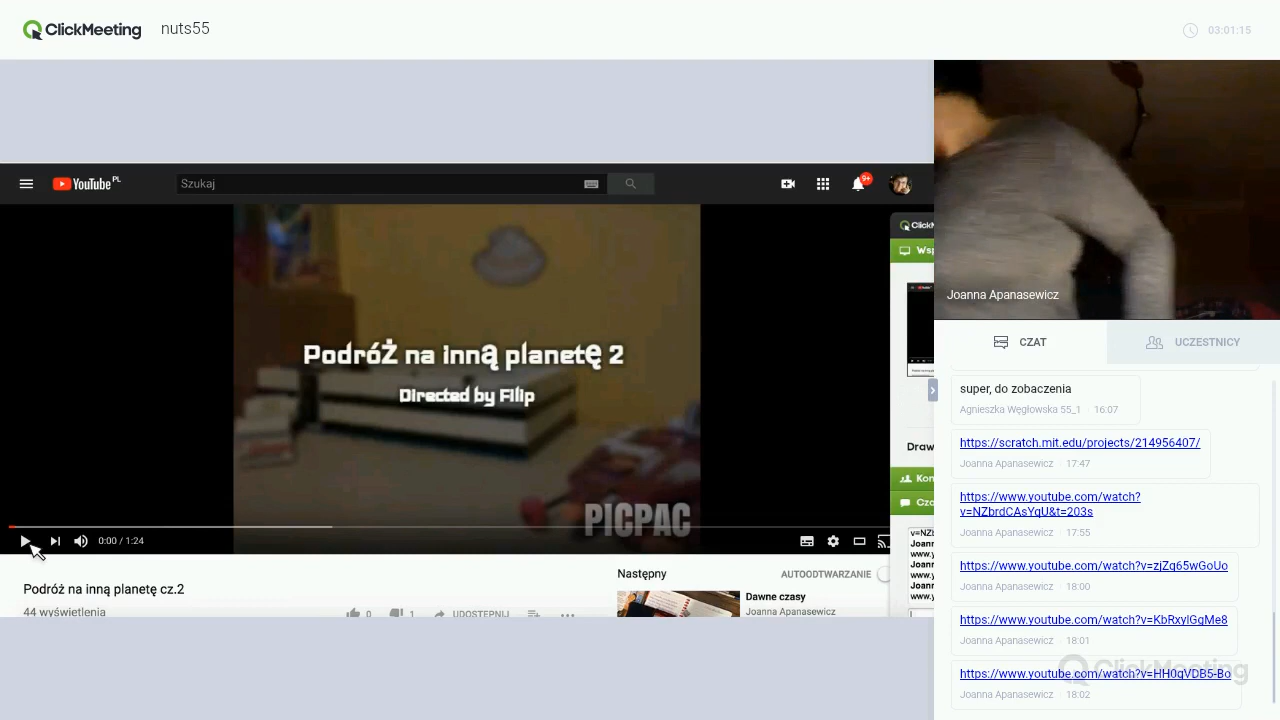 ClickMeeting
nuts55
03:01:15
YouTube PL
Szukaj
9+
Podróż na inną planetę 2
Directed by Filip
PICPAC
0:00 / 1:24
Podróż na inną planetę cz.2
44 wyświetlenia
0
1
UDOSTĘPNIJ
Następny
AUTOODTWARZANIE
Dawne czasy
Joanna Apanasewicz
Joanna Apanasewicz
CZAT
UCZESTNICY
super, do zobaczenia
Agnieszka Węgłowska 55_1 16:07
https://scratch.mit.edu/projects/214956407/
Joanna Apanasewicz 17:47
https://www.youtube.com/watch?
v=NZbrdCAsYqU&t=203s
Joanna Apanasewicz 17:55
https://www.youtube.com/watch?v=zjZq65wGoUo
Joanna Apanasewicz 18:00
https://www.youtube.com/watch?v=KbRxylGgMe8
Joanna Apanasewicz 18:01
https://www.youtube.com/watch?v=HH0qVDB5-Bo
Joanna Apanasewicz 18:02
ClickMeeting